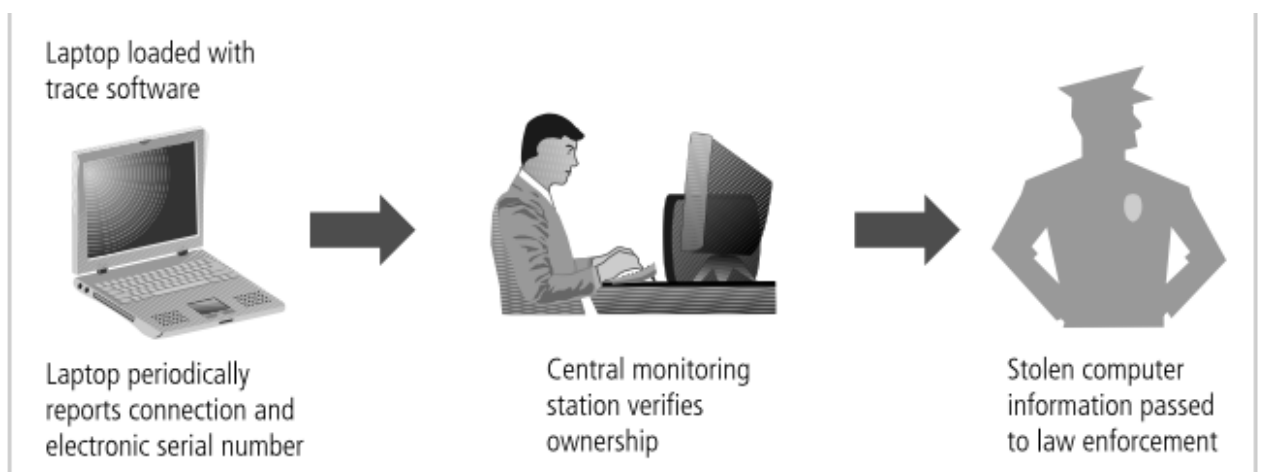 Laptop loaded with
trace software
Laptop periodically
reports connection and
electronic serial number
Central monitoring
station verifies
ownership
Stolen computer
information passed
to law enforcement